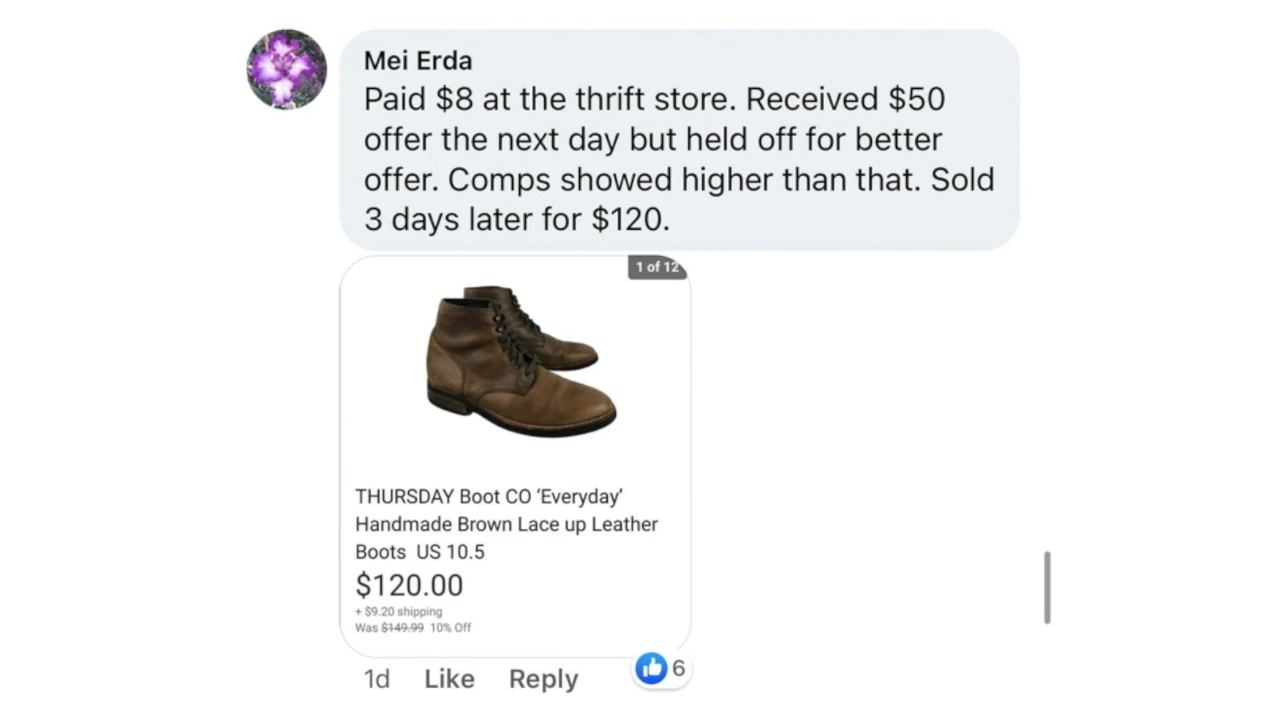 Mei Erda
Paid $8 at the thrift store. Received $50
offer the next day but held off for better
offer. Comps showed higher than that. Sold
3 days later for $120.
1 of 12
THURSDAY Boot CO ‘Everyday’
Handmade Brown Lace up Leather
Boots US 10.5
$120.00
+ $9.20 shipping
Was $149.99 10% Off
1d Like Reply 6